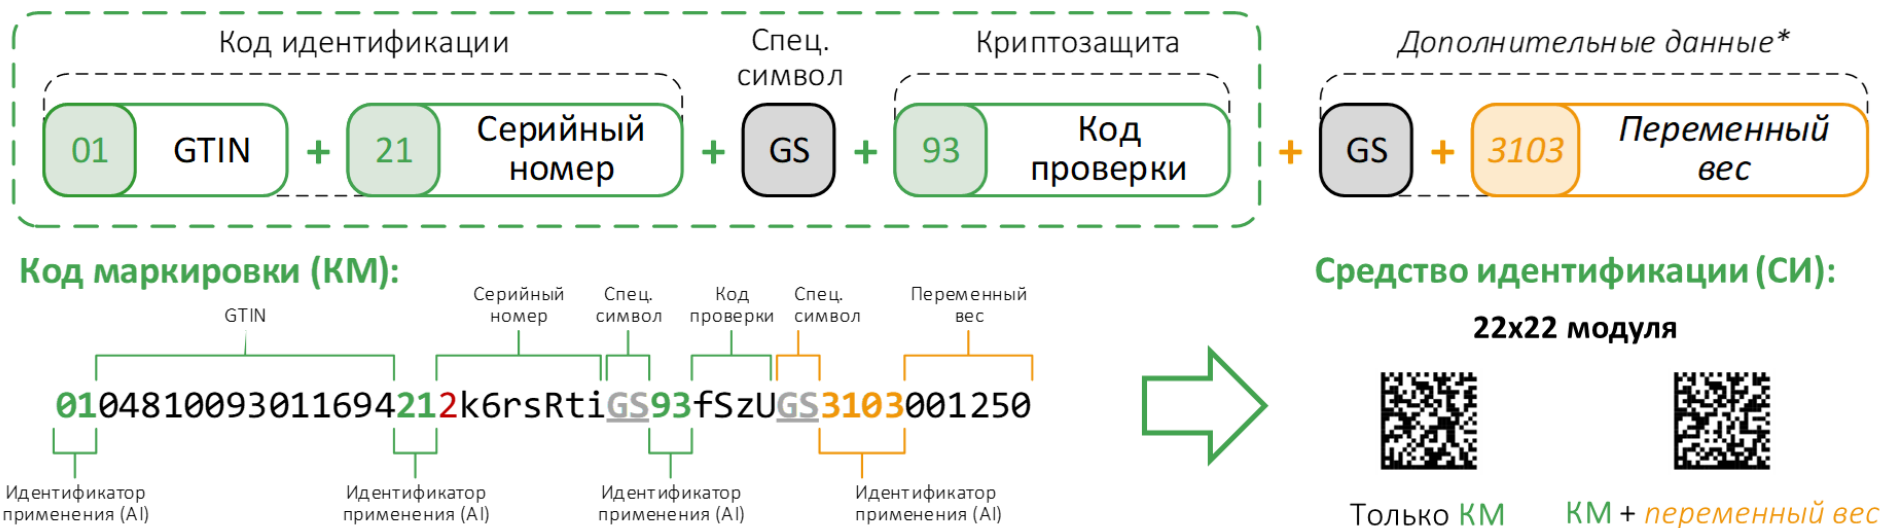 Код идентификации
Спец.
символ
Криптозащита
Дополнительные данные*
01 GTIN + 21 Серийный номер + GS + 93 Код проверки + GS + 3103 Переменный вес
Код маркировки (КМ):
Средство идентификации (СИ):
GTIN
Серийный
номер
Спец.
символ
Код
проверки
Спец.
символ
Переменный
вес
22x22 модуля
0104810093011694212k6rsRtiGS93fSzUGS3103001250
Идентификатор
применения (AI)
Идентификатор
применения (AI)
Идентификатор
применения (AI)
Идентификатор
применения (AI)
Только КМ
КМ + переменный вес